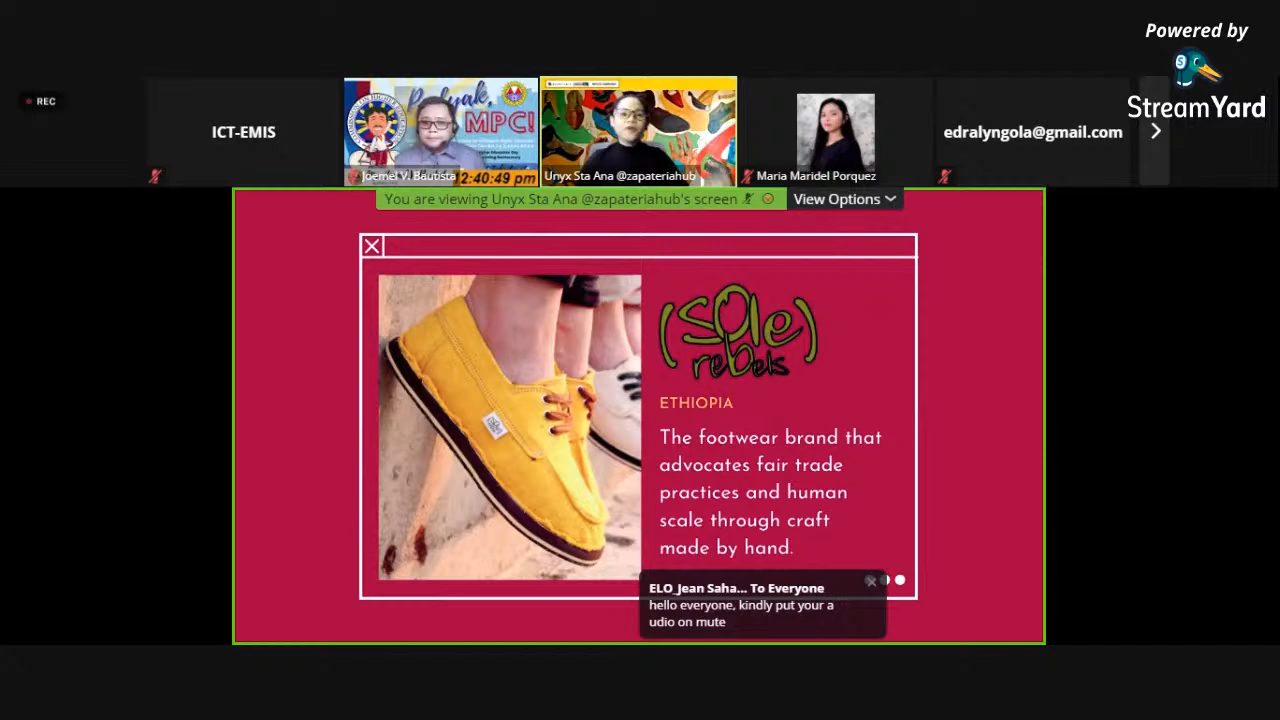 Powered by
StreamYard
REC
ICT-EMIS
MPC!
Joemel V. Bautista
2:40:49 pm
Unyx Sta Ana @zapateriahub
Maria Maridel Porquez
edralyngola@gmail.com
You are viewing Unyx Sta Ana @zapateriahub's screen
View Options
(sole)
rebels
ETHIOPIA
The footwear brand that
advocates fair trade
practices and human
scale through craft
made by hand.
ELO_Jean Saha... To Everyone
hello everyone, kindly put your a
udio on mute